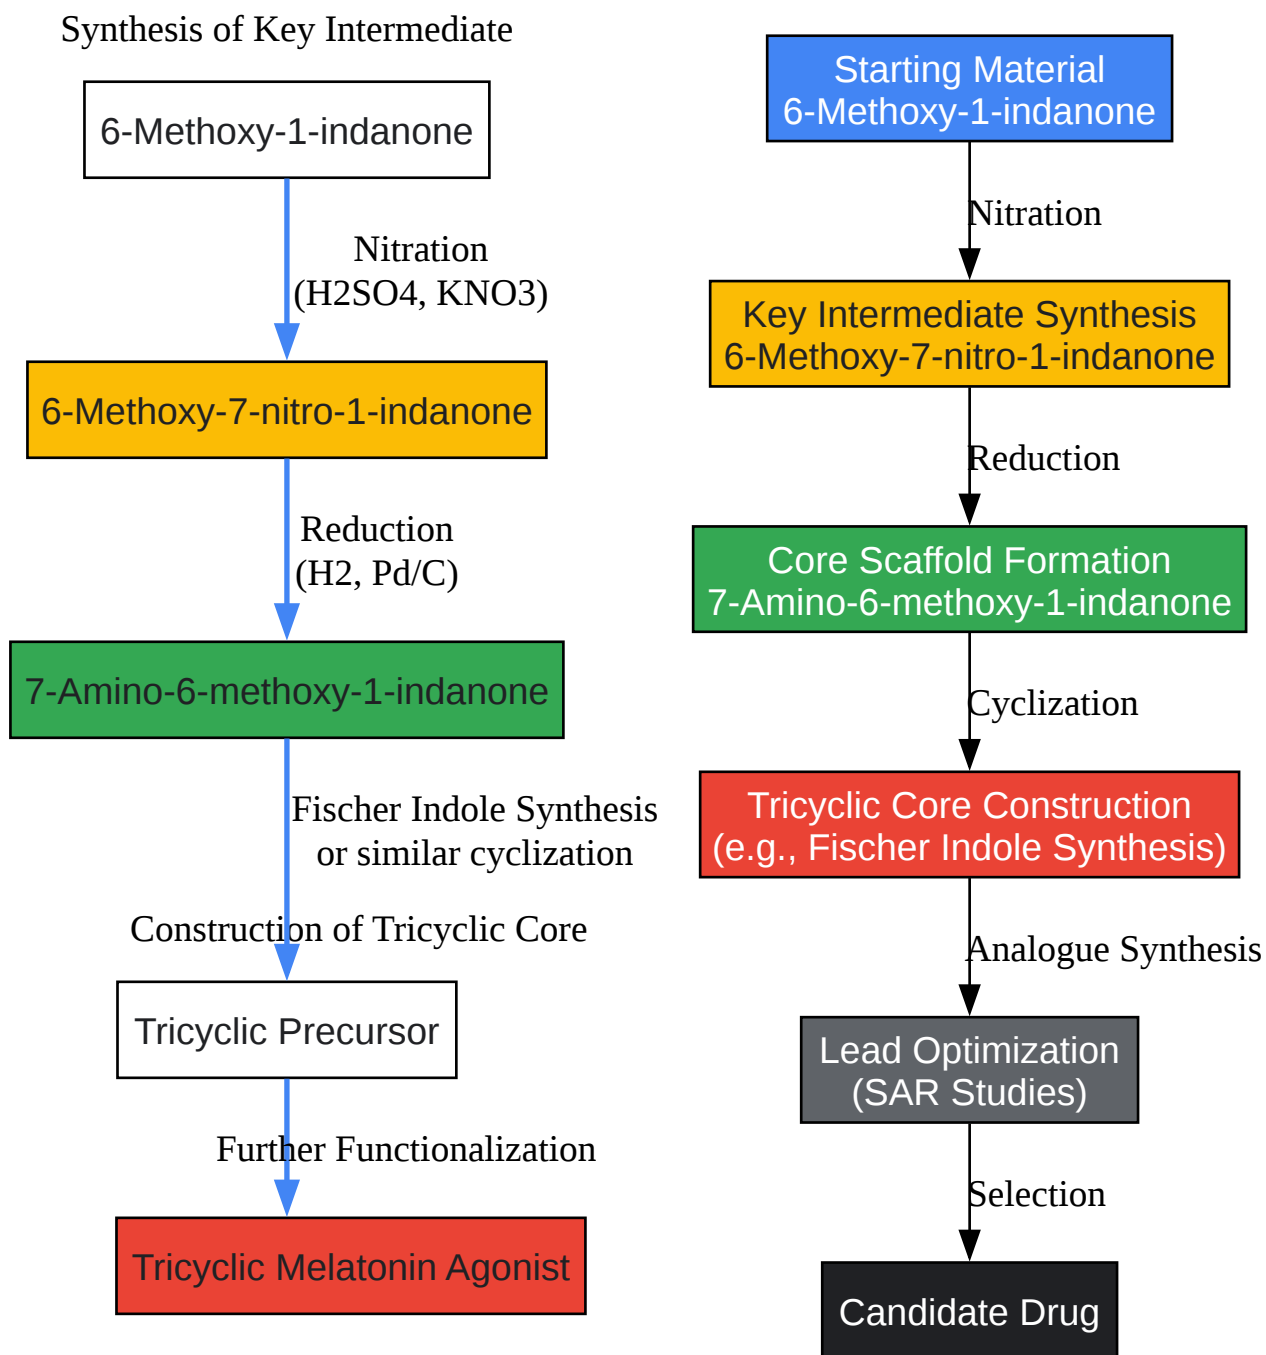 Synthesis of Key Intermediate
6-Methoxy-1-indanone
Nitration
(H2SO4, KNO3)
6-Methoxy-7-nitro-1-indanone
Reduction
(H2, Pd/C)
7-Amino-6-methoxy-1-indanone
Fischer Indole Synthesis
or similar cyclization
Construction of Tricyclic Core
Tricyclic Precursor
Further Functionalization
Tricyclic Melatonin Agonist
Starting Material
6-Methoxy-1-indanone
Nitration
Key Intermediate Synthesis
6-Methoxy-7-nitro-1-indanone
Reduction
Core Scaffold Formation
7-Amino-6-methoxy-1-indanone
Cyclization
Tricyclic Core Construction
(e.g., Fischer Indole Synthesis)
Analogue Synthesis
Lead Optimization
(SAR Studies)
Selection
Candidate Drug